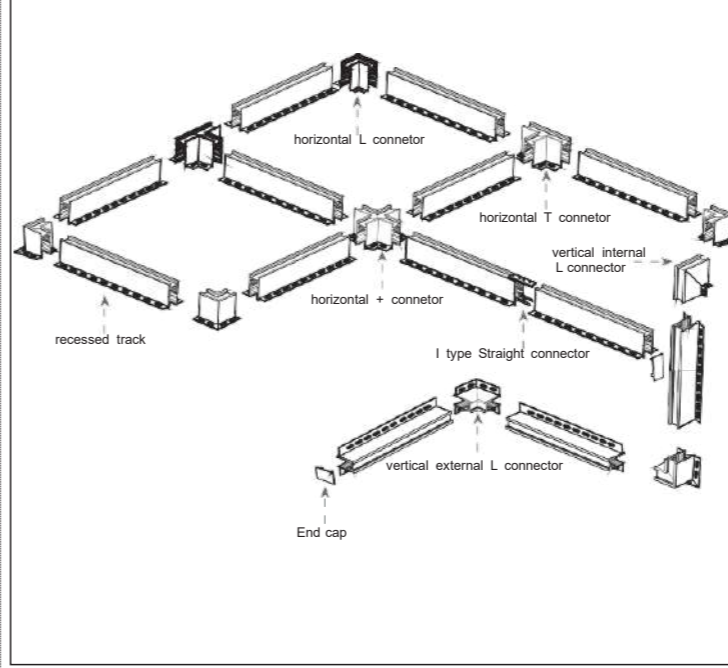 horizontal L connetor
horizontal T connetor
vertical internal
L connector
horizontal + connetor
recessed track
I type Straight connector
vertical external L connector
End cap